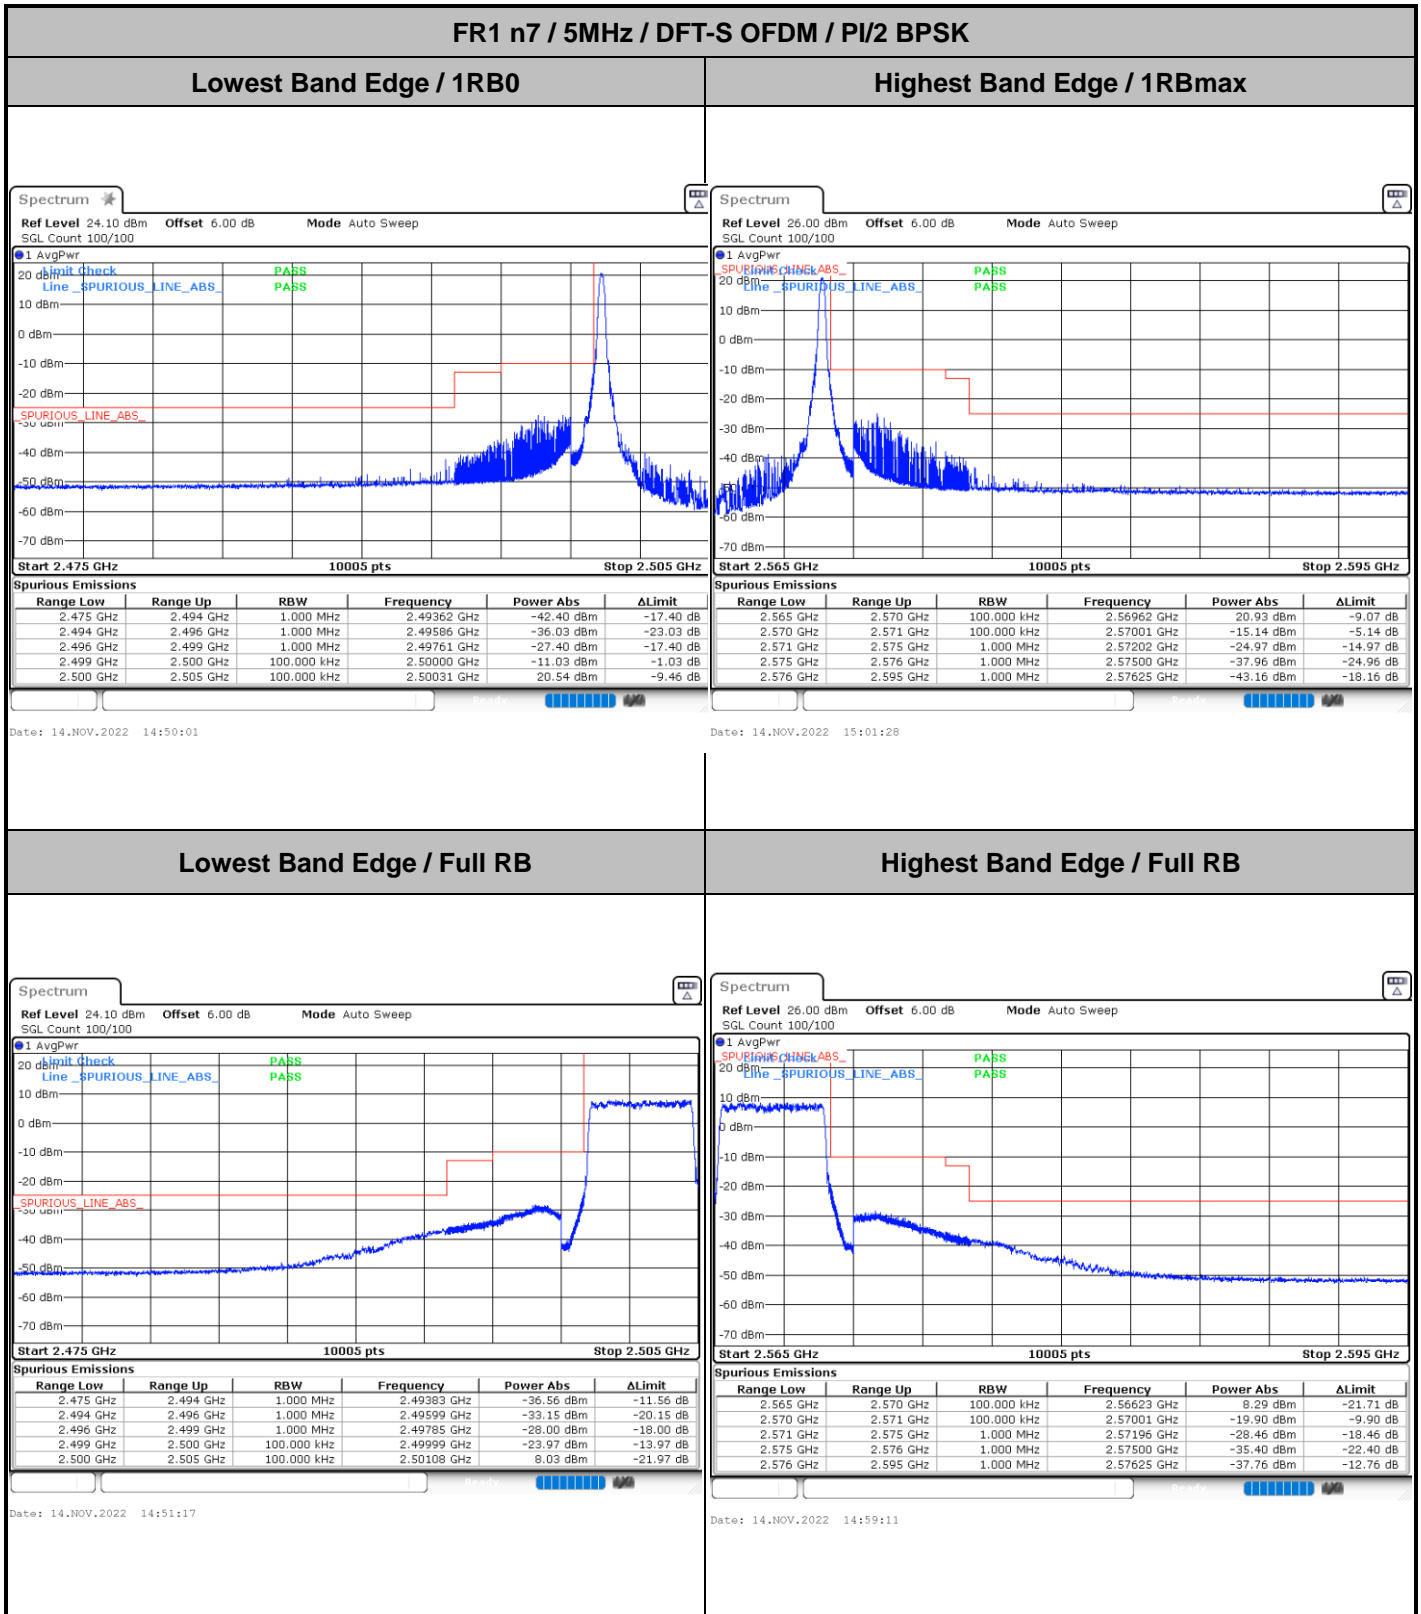 FR1 n7 / 5MHz / DFT-S OFDM / PI/2 BPSK
Lowest Band Edge / 1RB0
Highest Band Edge / 1RBmax
Spectrum
Ref Level 24.10 dBm Offset 6.00 dB Mode Auto Sweep
SGL Count 100/100
1 AvgPwr
Limit Check PASS
20 dBm
Line _SPURIOUS_LINE_ABS_ PASS
10 dBm
0 dBm
-10 dBm
-20 dBm
_SPURIOUS_LINE_ABS_
-30 dBm
-40 dBm
-50 dBm
-60 dBm
-70 dBm
Start 2.475 GHz 10005 pts Stop 2.505 GHz
Spurious Emissions
Range Low Range Up RBW Frequency Power Abs ΔLimit
2.475 GHz 2.494 GHz 1.000 MHz 2.49362 GHz -42.40 dBm -17.40 dB
2.494 GHz 2.496 GHz 1.000 MHz 2.49586 GHz -36.03 dBm -23.03 dB
2.496 GHz 2.499 GHz 1.000 MHz 2.49761 GHz -27.40 dBm -17.40 dB
2.499 GHz 2.500 GHz 100.000 kHz 2.50000 GHz -11.03 dBm -1.03 dB
2.500 GHz 2.505 GHz 100.000 kHz 2.50031 GHz 20.54 dBm -9.46 dB
Ready
Date: 14.NOV.2022 14:50:01
Spectrum
Ref Level 26.00 dBm Offset 6.00 dB Mode Auto Sweep
SGL Count 100/100
1 AvgPwr
_SPURIOUS_LINE_ABS_
Limit Check PASS
20 dBm
Line _SPURIOUS_LINE_ABS_ PASS
10 dBm
0 dBm
-10 dBm
-20 dBm
-30 dBm
-40 dBm
-50 dBm
-60 dBm
-70 dBm
Start 2.565 GHz 10005 pts Stop 2.595 GHz
Spurious Emissions
Range Low Range Up RBW Frequency Power Abs ΔLimit
2.565 GHz 2.570 GHz 100.000 kHz 2.56962 GHz 20.93 dBm -9.07 dB
2.570 GHz 2.571 GHz 100.000 kHz 2.57001 GHz -15.14 dBm -5.14 dB
2.571 GHz 2.575 GHz 1.000 MHz 2.57202 GHz -24.97 dBm -14.97 dB
2.575 GHz 2.576 GHz 1.000 MHz 2.57500 GHz -37.96 dBm -24.96 dB
2.576 GHz 2.595 GHz 1.000 MHz 2.57625 GHz -43.16 dBm -18.16 dB
Ready
Date: 14.NOV.2022 15:01:28
Lowest Band Edge / Full RB
Highest Band Edge / Full RB
Spectrum
Ref Level 24.10 dBm Offset 6.00 dB Mode Auto Sweep
SGL Count 100/100
1 AvgPwr
Limit Check PASS
20 dBm
Line _SPURIOUS_LINE_ABS_ PASS
10 dBm
0 dBm
-10 dBm
-20 dBm
_SPURIOUS_LINE_ABS_
-30 dBm
-40 dBm
-50 dBm
-60 dBm
-70 dBm
Start 2.475 GHz 10005 pts Stop 2.505 GHz
Spurious Emissions
Range Low Range Up RBW Frequency Power Abs ΔLimit
2.475 GHz 2.494 GHz 1.000 MHz 2.49383 GHz -36.56 dBm -11.56 dB
2.494 GHz 2.496 GHz 1.000 MHz 2.49599 GHz -33.15 dBm -20.15 dB
2.496 GHz 2.499 GHz 1.000 MHz 2.49785 GHz -28.00 dBm -18.00 dB
2.499 GHz 2.500 GHz 100.000 kHz 2.49999 GHz -23.97 dBm -13.97 dB
2.500 GHz 2.505 GHz 100.000 kHz 2.50108 GHz 8.03 dBm -21.97 dB
Ready
Date: 14.NOV.2022 14:51:17
Spectrum
Ref Level 26.00 dBm Offset 6.00 dB Mode Auto Sweep
SGL Count 100/100
1 AvgPwr
_SPURIOUS_LINE_ABS_
Limit Check PASS
20 dBm
Line _SPURIOUS_LINE_ABS_ PASS
10 dBm
0 dBm
-10 dBm
-20 dBm
-30 dBm
-40 dBm
-50 dBm
-60 dBm
-70 dBm
Start 2.565 GHz 10005 pts Stop 2.595 GHz
Spurious Emissions
Range Low Range Up RBW Frequency Power Abs ΔLimit
2.565 GHz 2.570 GHz 100.000 kHz 2.56623 GHz 8.29 dBm -21.71 dB
2.570 GHz 2.571 GHz 100.000 kHz 2.57001 GHz -19.90 dBm -9.90 dB
2.571 GHz 2.575 GHz 1.000 MHz 2.57196 GHz -28.46 dBm -18.46 dB
2.575 GHz 2.576 GHz 1.000 MHz 2.57500 GHz -35.40 dBm -22.40 dB
2.576 GHz 2.595 GHz 1.000 MHz 2.57625 GHz -37.76 dBm -12.76 dB
Ready
Date: 14.NOV.2022 14:59:11